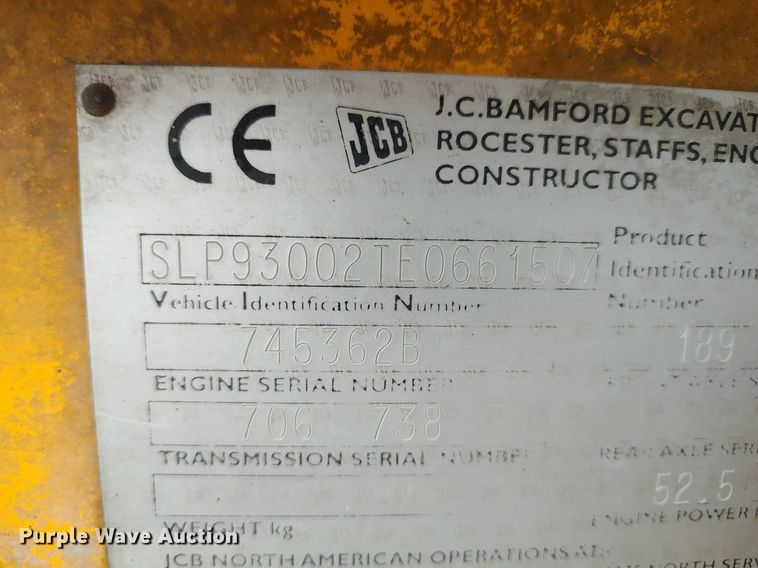 CE JCB J.C.BAMFORD EXCAVAT
ROCESTER, STAFFS, ENG
CONSTRUCTOR
SLP93002TE0661507
Product
Identification
Number
Vehicle Identification Number
745362B 189
ENGINE SERIAL NUMBER
706 738
TRANSMISSION SERIAL NUMBER REAR AXLE SERI
52.5
WEIGHT kg ENGINE POWER
JCB NORTH AMERICAN OPERATIONS AT: NORTH SERV
Purple Wave Auction